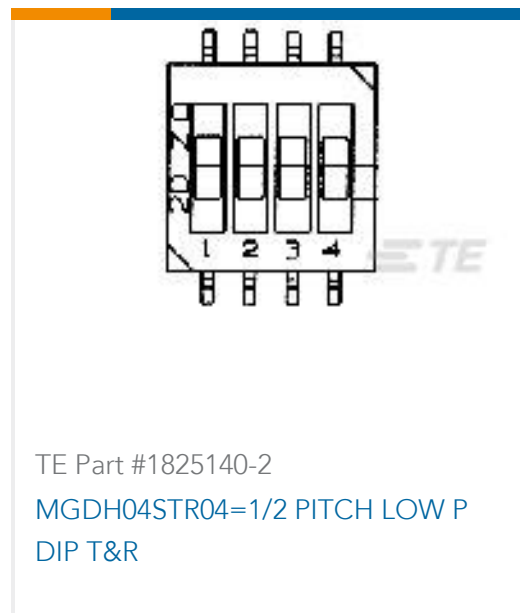 1 2 3 4
TE
TE Part #1825140-2
MGDH04STR04=1/2 PITCH LOW P
DIP T&R